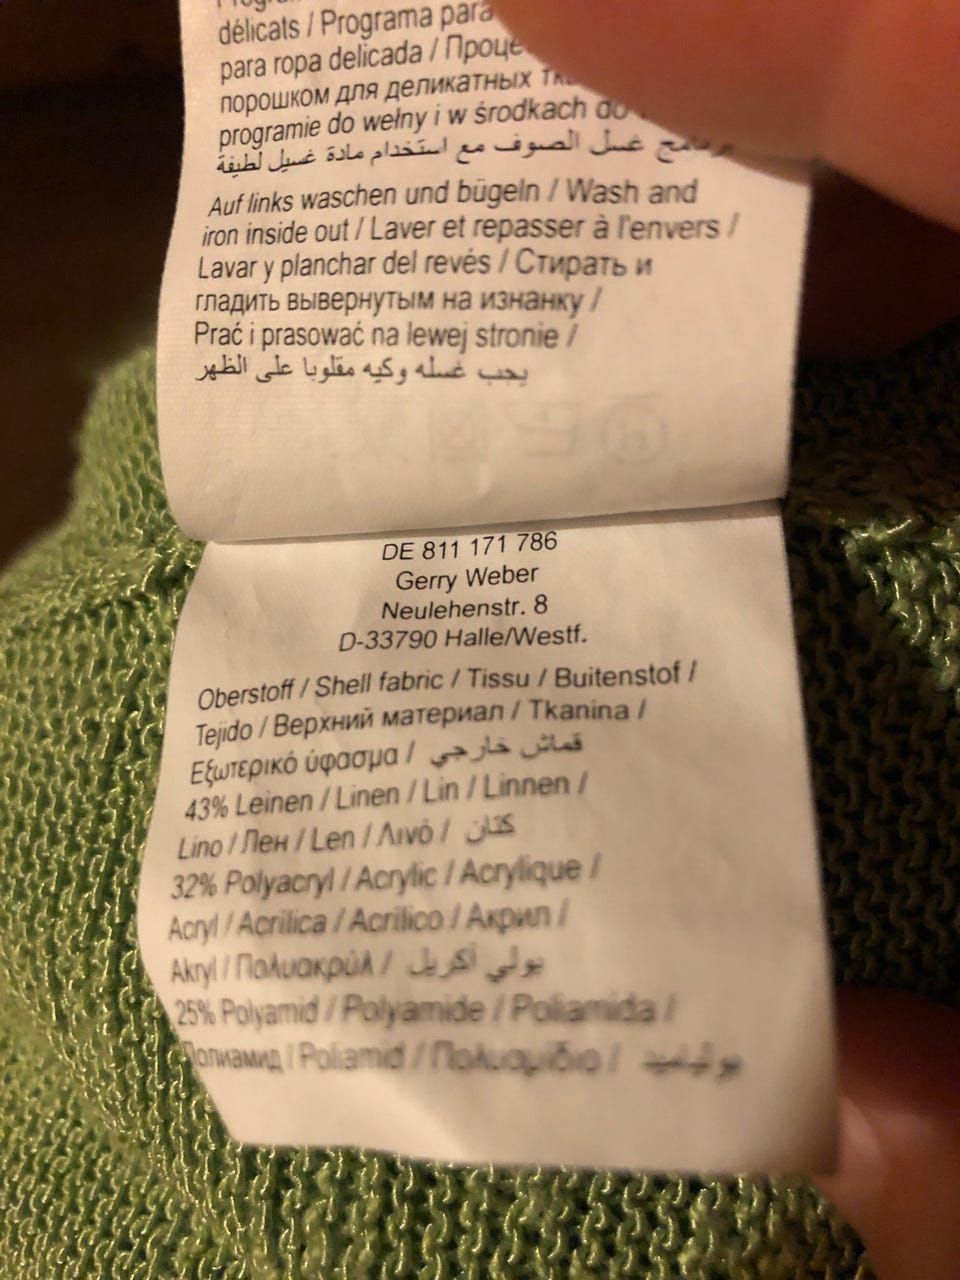 délicats / Programa para
para ropa delicada /
порошком для деликатных
programie do wełny i w środkach do
برنامج غسل الصوف مع استخدام مادة غسيل لطيفة
Auf links waschen und bügeln / Wash and
iron inside out / Laver et repasser à l'envers /
Lavar y planchar del revés / Стирать и
гладить вывернутым на изнанку /
Prać i prasować na lewej stronie /
يجب غسله وكيه مقلوبا على الظهر
DE 811 171 786
Gerry Weber
Neulehenstr. 8
D-33790 Halle/Westf.
Oberstoff / Shell fabric / Tissu / Buitenstof /
Tejido / Верхний материал / Tkanina /
Εξωτερικό ύφασμα / قماش خارجي
43% Leinen / Linen / Lin / Linnen /
Lino / Лен / Len / Λινό / كتان
32% Polyacryl / Acrylic / Acrylique /
Acryl / Acrílica / Acrílico / Акрил /
Akryl / Πολυακρύλ / بولي أكريل
25% Polyamid / Polyamide / Poliamida /
Полиамид / Poliamid / Πολυαμίδιο / بوليأميد